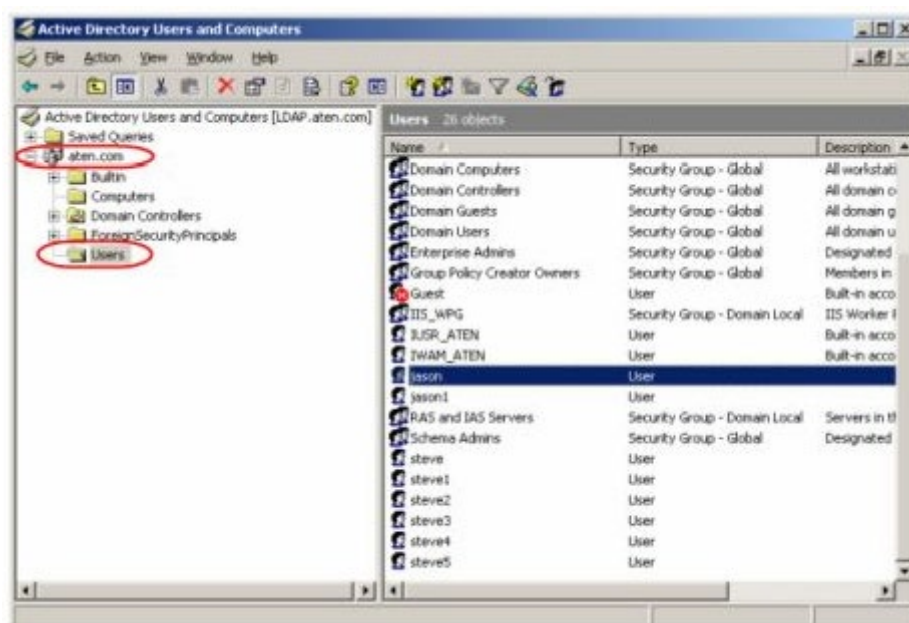 Active Directory Users and Computers
File Action View Window Help
Active Directory Users and Computers [LDAP.aten.com]
Saved Queries
aten.com
Builtin
Computers
Domain Controllers
ForeignSecurityPrincipals
Users
Users 26 objects
Name Type Description
Domain Computers Security Group - Global All workstati
Domain Controllers Security Group - Global All domain c
Domain Guests Security Group - Global All domain g
Domain Users Security Group - Global All domain u
Enterprise Admins Security Group - Global Designated
Group Policy Creator Owners Security Group - Global Members in
Guest User Built-in acco
IIS_WPG Security Group - Domain Local IIS Worker
IUSR_ATEN User Built-in acco
IWAM_ATEN User Built-in acco
jason User
jason1 User
RAS and IAS Servers Security Group - Domain Local Servers in th
Schema Admins Security Group - Global Designated
steve User
steve1 User
steve2 User
steve3 User
steve4 User
steve5 User